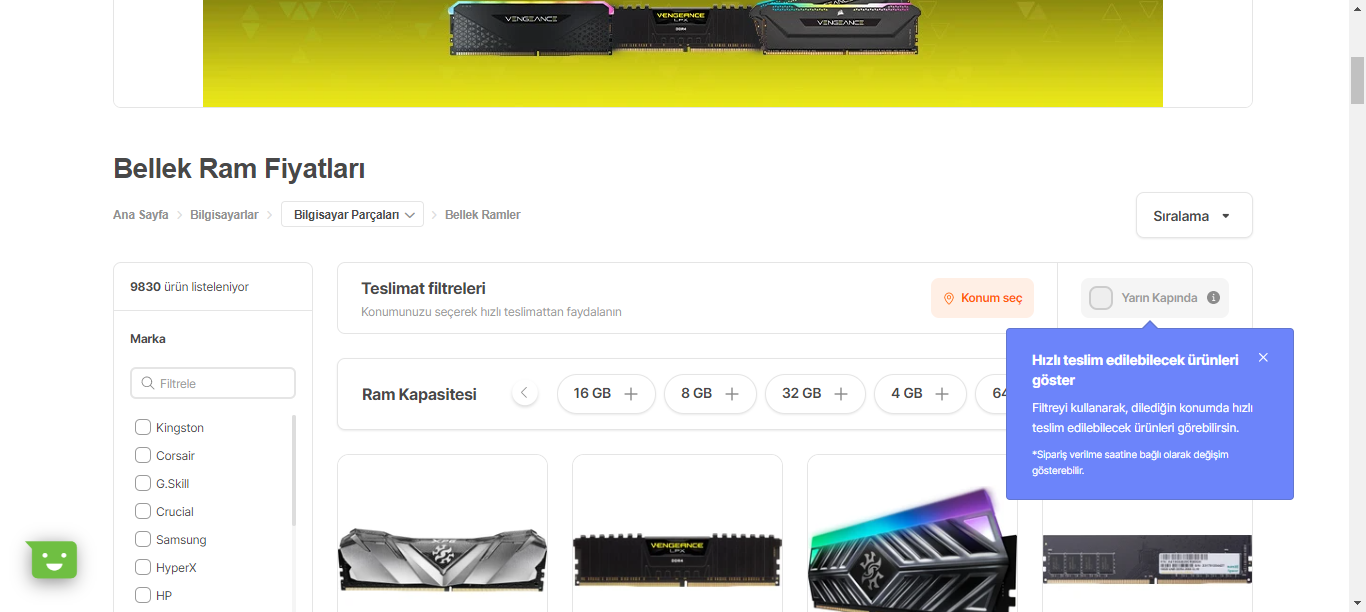 VENGEANCE
VENGEANCE
LPX
DDR4
VENGEANCE
Bellek Ram Fiyatları
Ana Sayfa
Bilgisayarlar
Bilgisayar Parçaları
Bellek Ramler
Sıralama
9830 ürün listeleniyor
Marka
Filtrele
Kingston
Corsair
G.Skill
Crucial
Samsung
HyperX
HP
Teslimat filtreleri
Konumunuzu seçerek hızlı teslimattan faydalanın
Konum seç
Yarın Kapında
Hızlı teslim edilebilecek ürünleri
göster
Filtreyi kullanarak, dilediğin konumda hızlı
teslim edilebilecek ürünleri görebilirsin.
*Sipariş verilme saatine bağlı olarak değişim
gösterebilir.
Ram Kapasitesi
16 GB
8 GB
32 GB
4 GB
64
XPG
VENGEANCE
LPX
DDR4